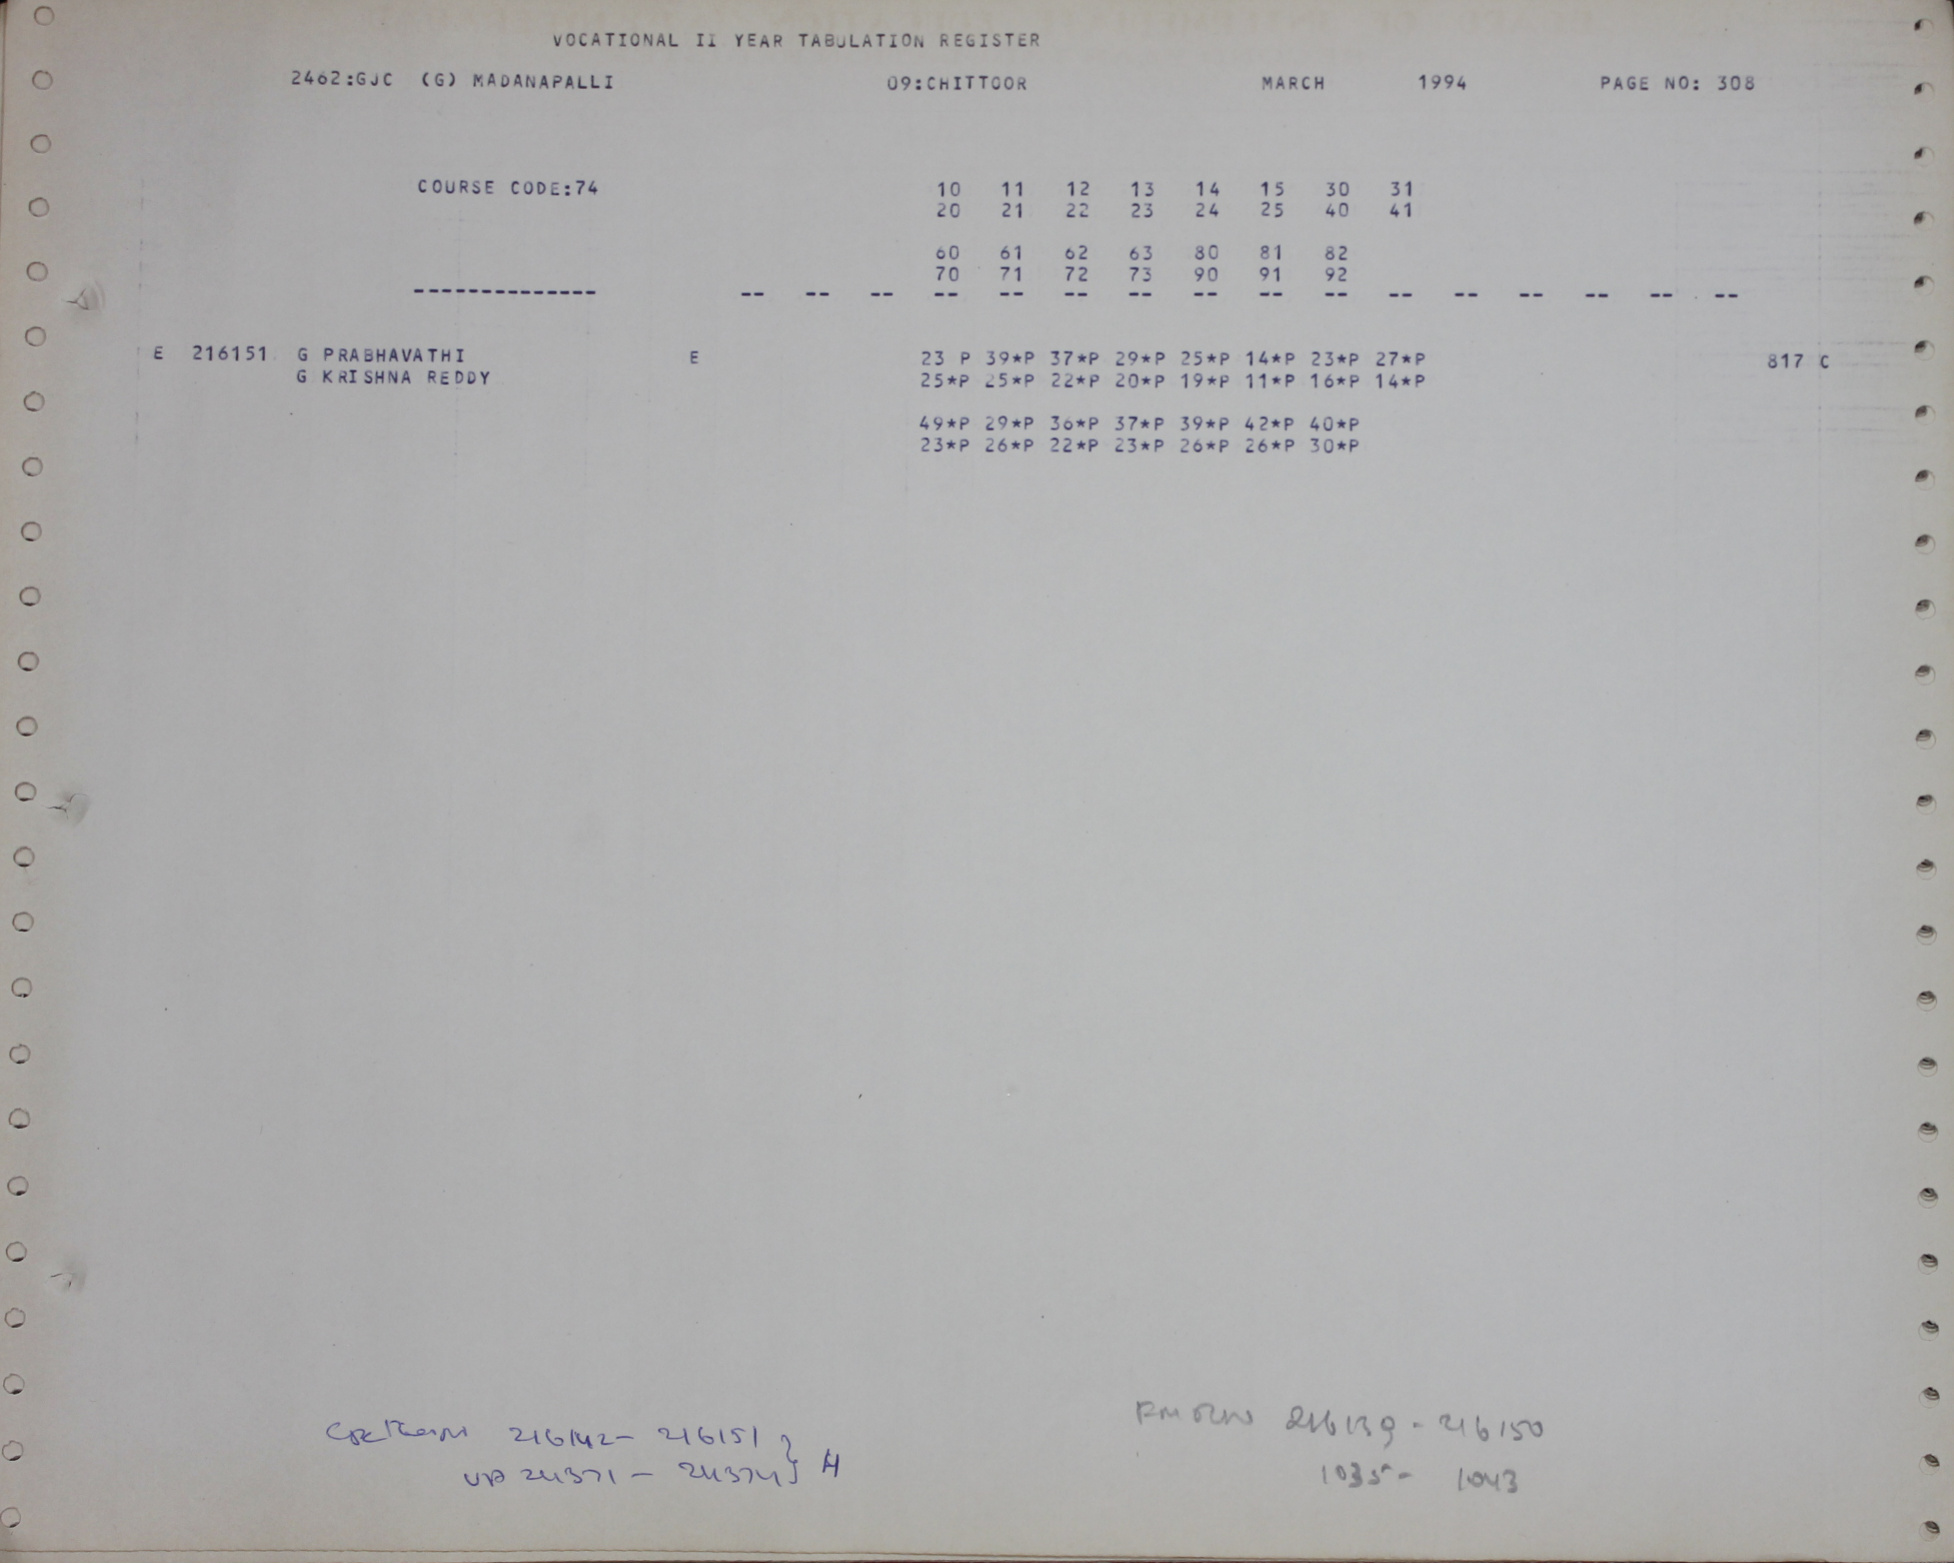 VOCATIONAL II YEAR TABULATION REGISTER
2462:GJC (G) MADANAPALLI 09:CHITTOOR MARCH 1994 PAGE NO: 308
COURSE CODE:74 10 11 12 13 14 15 30 31
20 21 22 23 24 25 40 41
60 61 62 63 80 81 82
70 71 72 73 90 91 92
-------------- -- -- -- -- -- -- -- -- -- -- -- -- -- -- -- --
E 216151 G PRABHAVATHI E 23 P 39*P 37*P 29*P 25*P 14*P 23*P 27*P 817 C
G KRISHNA REDDY 25*P 25*P 22*P 20*P 19*P 11*P 16*P 14*P
49*P 29*P 36*P 37*P 39*P 42*P 40*P
23*P 26*P 22*P 23*P 26*P 26*P 30*P
216142 - 216151
24371 - 24374
216139 - 216150
1035 - 1043